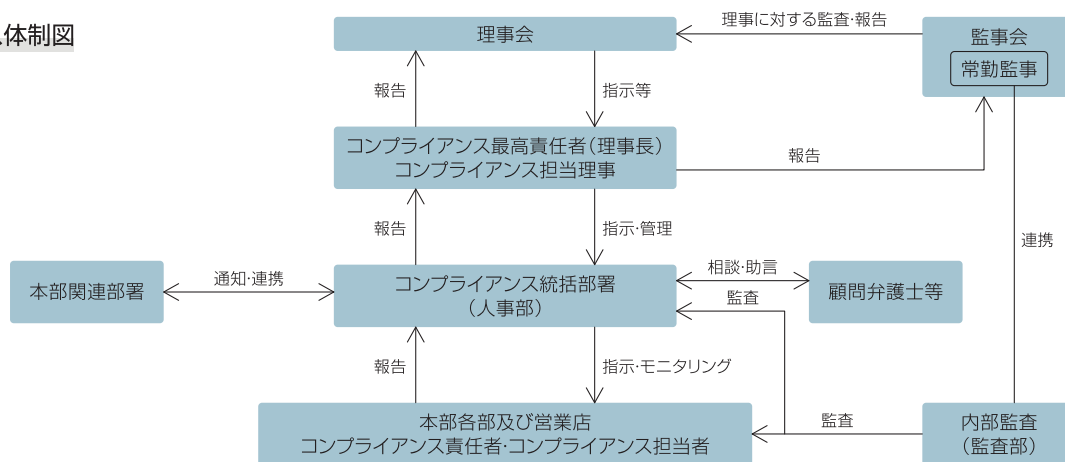 体制図
理事会
理事に対する監査・報告
監事会
常勤監事
報告
指示等
コンプライアンス最高責任者(理事長)
コンプライアンス担当理事
報告
報告
指示・管理
連携
本部関連部署
通知・連携
コンプライアンス統括部署
(人事部)
相談・助言
監査
顧問弁護士等
報告
指示・モニタリング
本部各部及び営業店
コンプライアンス責任者・コンプライアンス担当者
監査
内部監査
(監査部)